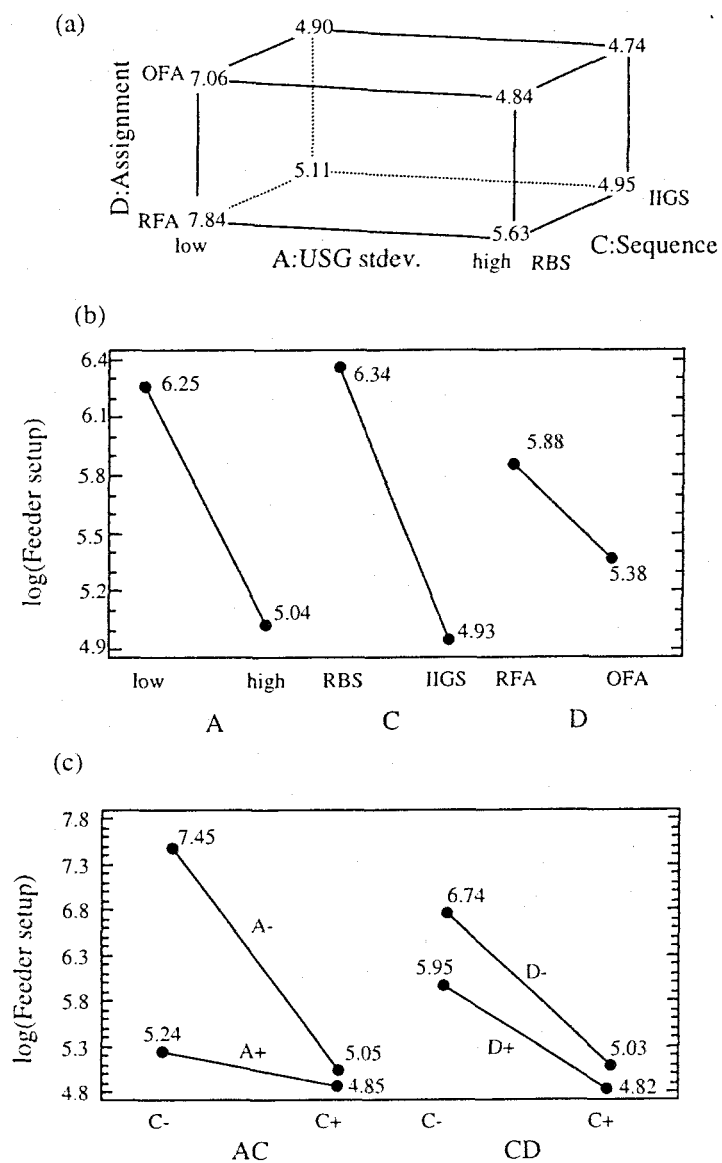 (a)
4.90
4.74
OFA 7.06
4.84
D:Assignment
5.11
4.95 IIGS
RFA 7.84
5.63
low
A:USG stdev.
high RBS
C:Sequence
(b)
log(Feeder setup)
6.4
6.1
5.8
5.5
5.2
4.9
6.25
5.04
6.34
4.93
5.88
5.38
low high RBS IIGS RFA OFA
A C D
(c)
log(Feeder setup)
7.8
7.3
6.8
6.3
5.8
5.3
4.8
7.45
A-
5.24
A+
5.05
4.85
6.74
5.95
D-
D+
5.03
4.82
C- C+ C- C+
AC CD